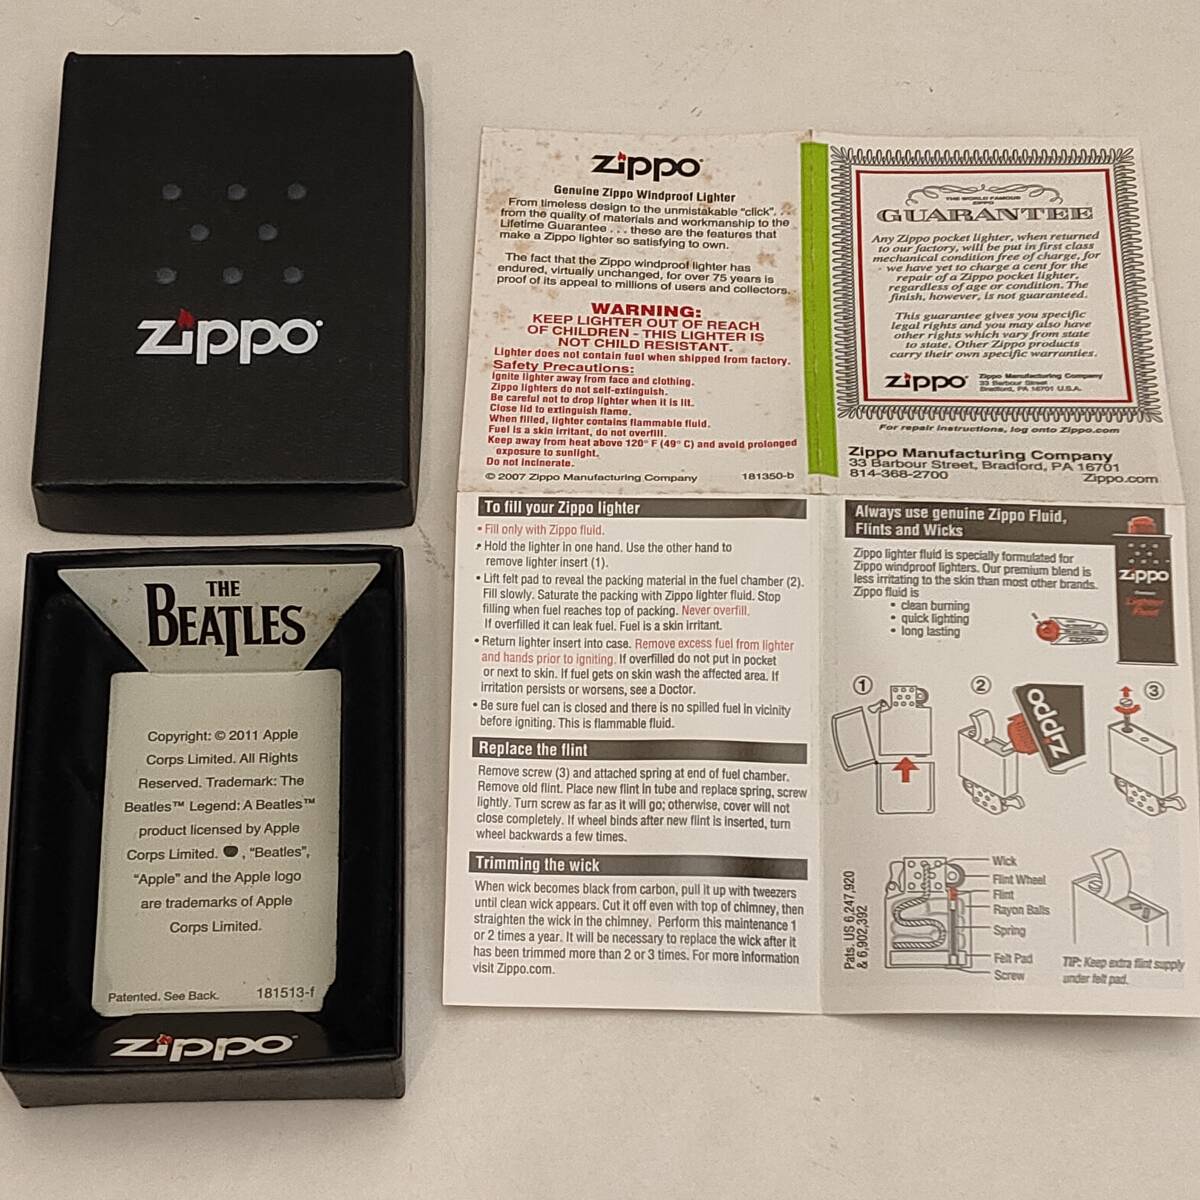 zippo
THE
BEATLES
Copyright: © 2011 Apple
Corps Limited. All Rights
Reserved. Trademark: The
Beatles™ Legend: A Beatles™
product licensed by Apple
Corps Limited. , "Beatles",
"Apple" and the Apple logo
are trademarks of Apple
Corps Limited.
Patented. See Back. 181513-f
zippo
zippo
Genuine Zippo Windproof Lighter
From timeless design to the unmistakable "click". . .
from the quality of materials and workmanship to the
Lifetime Guarantee . . . these are the features that
make a Zippo lighter so satisfying to own.
The fact that the Zippo windproof lighter has
endured, virtually unchanged, for over 75 years is
proof of its appeal to millions of users and collectors.
WARNING:
KEEP LIGHTER OUT OF REACH
OF CHILDREN - THIS LIGHTER IS
NOT CHILD RESISTANT.
Lighter does not contain fuel when shipped from factory.
Safety Precautions:
Ignite lighter away from face and clothing.
Zippo lighters do not self-extinguish.
Be careful not to drop lighter when it is lit.
Close lid to extinguish flame.
When filled, lighter contains flammable fluid.
Fuel is a skin irritant, do not overfill.
Keep away from heat above 120° F (49° C) and avoid prolonged
exposure to sunlight.
Do not incinerate.
© 2007 Zippo Manufacturing Company 181350-b
THE WORLD FAMOUS
ZIPPO
GUARANTEE
Any Zippo pocket lighter, when returned
to our factory, will be put in first class
mechanical condition free of charge, for
we have yet to charge a cent for the
repair of a Zippo pocket lighter,
regardless of age or condition. The
finish, however, is not guaranteed.
This guarantee gives you specific
legal rights and you may also have
other rights which vary from state
to state. Other Zippo products
carry their own specific warranties.
zippo Zippo Manufacturing Company
33 Barbour Street
Bradford, PA 16701 U.S.A.
For repair instructions, log onto Zippo.com
Zippo Manufacturing Company
33 Barbour Street, Bradford, PA 16701
814-368-2700 Zippo.com
To fill your Zippo lighter
• Fill only with Zippo fluid.
• Hold the lighter in one hand. Use the other hand to
remove lighter insert (1).
• Lift felt pad to reveal the packing material in the fuel chamber (2).
Fill slowly. Saturate the packing with Zippo lighter fluid. Stop
filling when fuel reaches top of packing. Never overfill.
If overfilled it can leak fuel. Fuel is a skin irritant.
• Return lighter insert into case. Remove excess fuel from lighter
and hands prior to igniting. If overfilled do not put in pocket
or next to skin. If fuel gets on skin wash the affected area. If
irritation persists or worsens, see a Doctor.
• Be sure fuel can is closed and there is no spilled fuel in vicinity
before igniting. This is flammable fluid.
Replace the flint
Remove screw (3) and attached spring at end of fuel chamber.
Remove old flint. Place new flint in tube and replace spring, screw
lightly. Turn screw as far as it will go; otherwise, cover will not
close completely. If wheel binds after new flint is inserted, turn
wheel backwards a few times.
Trimming the wick
When wick becomes black from carbon, pull it up with tweezers
until clean wick appears. Cut it off even with top of chimney, then
straighten the wick in the chimney. Perform this maintenance 1
or 2 times a year. It will be necessary to replace the wick after it
has been trimmed more than 2 or 3 times. For more information
visit Zippo.com.
Always use genuine Zippo Fluid,
Flints and Wicks
Zippo lighter fluid is specially formulated for
Zippo windproof lighters. Our premium blend is
less irritating to the skin than most other brands.
Zippo fluid is
• clean burning
• quick lighting
• long lasting
zippo
Lighter
Fluid
1
2
3
zippo
Pats. US 6,247,920
& 6,902,392
Wick
Flint Wheel
Flint
Rayon Balls
Spring
Felt Pad
Screw
TIP: Keep extra flint supply
under felt pad.